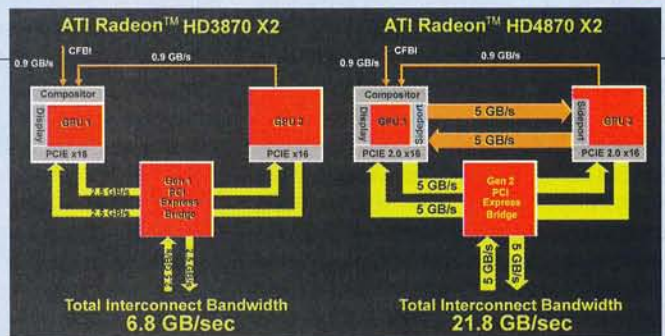 ATI Radeon™ HD3870 X2
0.9 GB/s
CFBI
0.9 GB/s
Compositor
Display
GPU 1
GPU 2
PCIE x16
PCIE x16
2.5 GB/s
2.5 GB/s
Gen 1
PCI
Express
Bridge
Total Interconnect Bandwidth
6.8 GB/sec
ATI Radeon™ HD4870 X2
0.9 GB/s
CFBI
0.9 GB/s
Compositor
Display
GPU 1
Sideport
5 GB/s
5 GB/s
Sideport
GPU 2
PCIE 2.0 x16
PCIE 2.0 x16
5 GB/s
5 GB/s
Gen 2
PCI
Express
Bridge
5 GB/s
5 GB/s
Total Interconnect Bandwidth
21.8 GB/sec